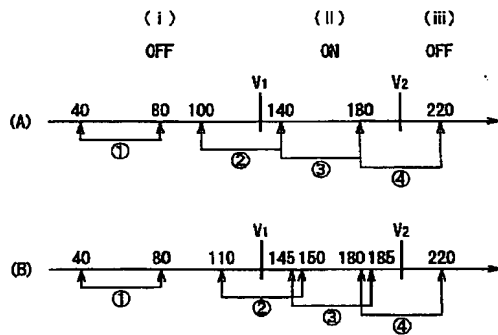 (i) (ii) (iii)
OFF ON OFF
V1 V2
40 80 100 140 180 220
(A)
① ② ③ ④
V1 V2
40 80 110 145 150 180 185 220
(B)
① ② ③ ④